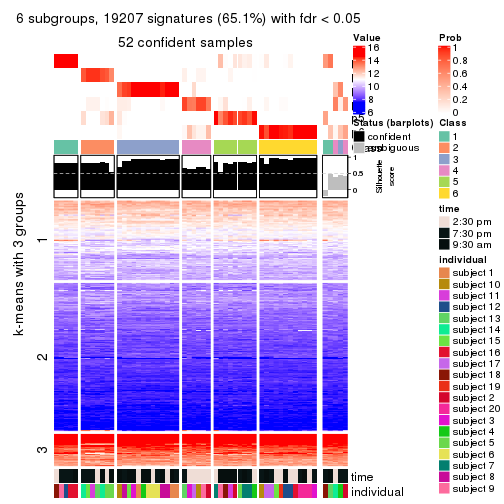 6 subgroups, 19207 signatures (65.1%) with fdr < 0.05
52 confident samples
k-means with 3 groups
1
2
3
time
individual
1
0.5
0
Silhouette
score
Value
16
14
12
10
8
6
Status (barplots)
confident
ambiguous
Prob
1
0.8
0.6
0.4
0.2
0
Class
1
2
3
4
5
6
time
2:30 pm
7:30 pm
9:30 am
individual
subject 1
subject 10
subject 11
subject 12
subject 13
subject 14
subject 15
subject 16
subject 17
subject 18
subject 19
subject 2
subject 20
subject 3
subject 4
subject 5
subject 6
subject 7
subject 8
subject 9